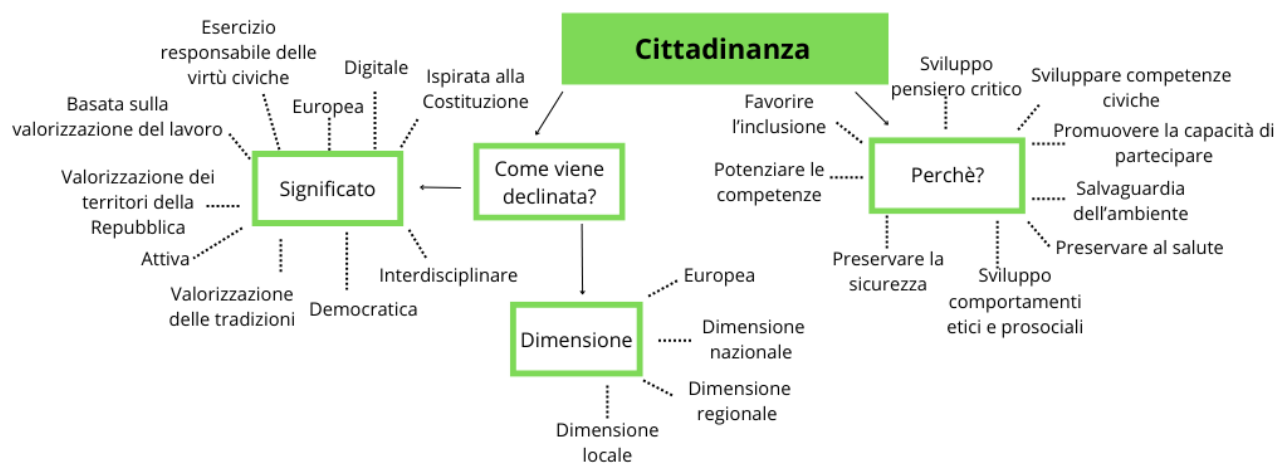 Cittadinanza
Esercizio
responsabile delle
virtù civiche
Digitale
Ispirata alla
Costituzione
Europea
Basata sulla
valorizzazione del lavoro
Valorizzazione dei
territori della
Repubblica
Significato
Attiva
Valorizzazione
delle tradizioni
Democratica
Interdisciplinare
Come viene
declinata?
Dimensione
Europea
Dimensione
nazionale
Dimensione
regionale
Dimensione
locale
Perchè?
Sviluppo
pensiero critico
Sviluppare competenze
civiche
Favorire
l’inclusione
Promuovere la capacità di
partecipare
Potenziare le
competenze
Salvaguardia
dell’ambiente
Preservare al salute
Preservare la
sicurezza
Sviluppo
comportamenti
etici e prosociali